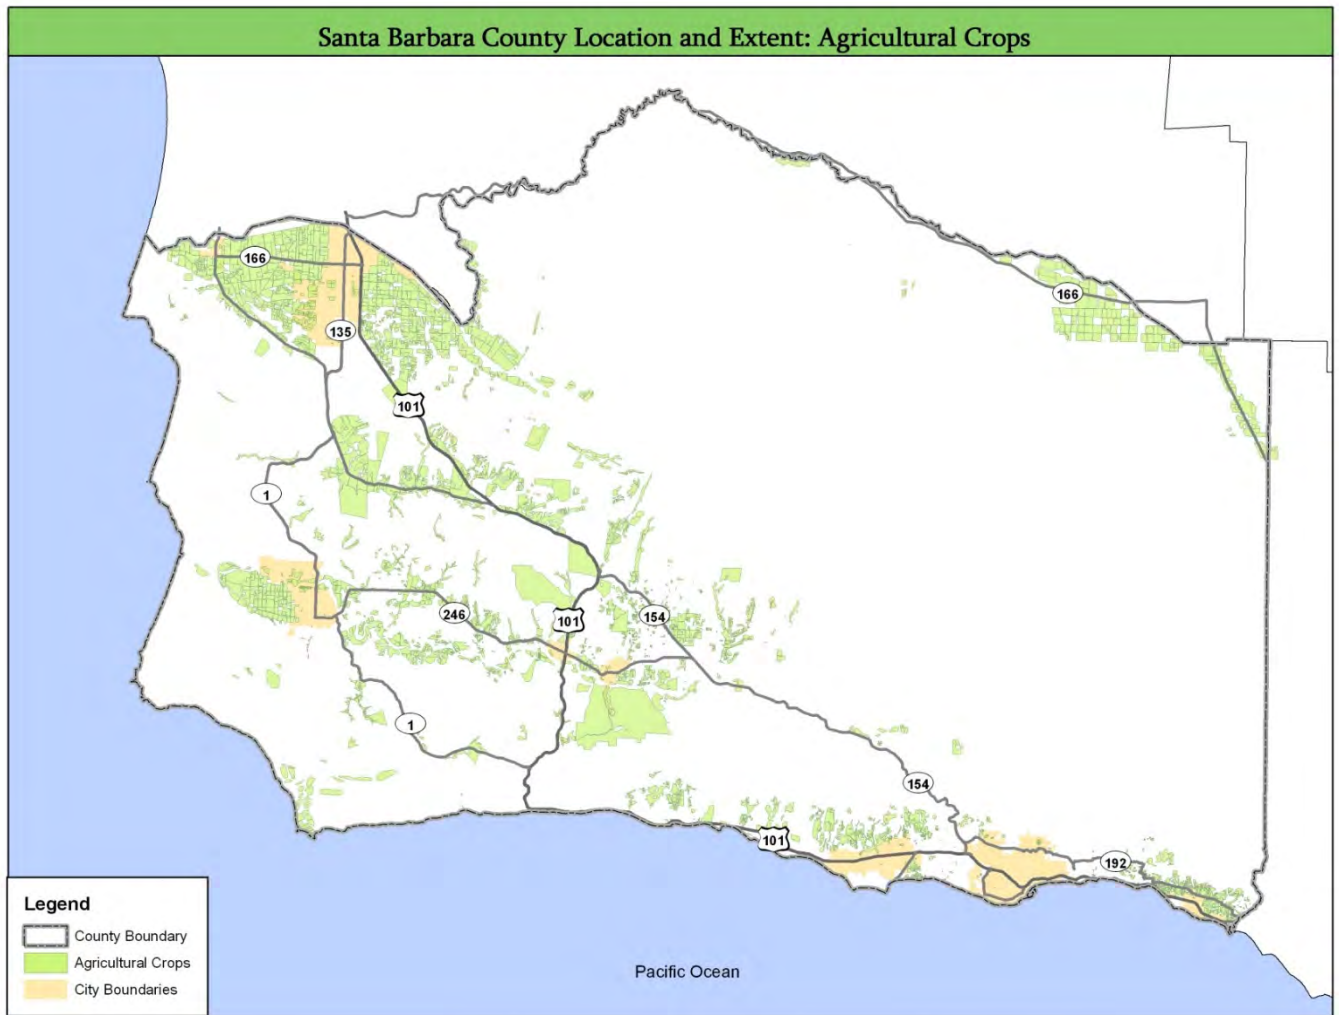 Santa Barbara County Location and Extent: Agricultural Crops
166
135
166
101
1
246
101
154
1
154
101
192
Legend
County Boundary
Agricultural Crops
City Boundaries
Pacific Ocean